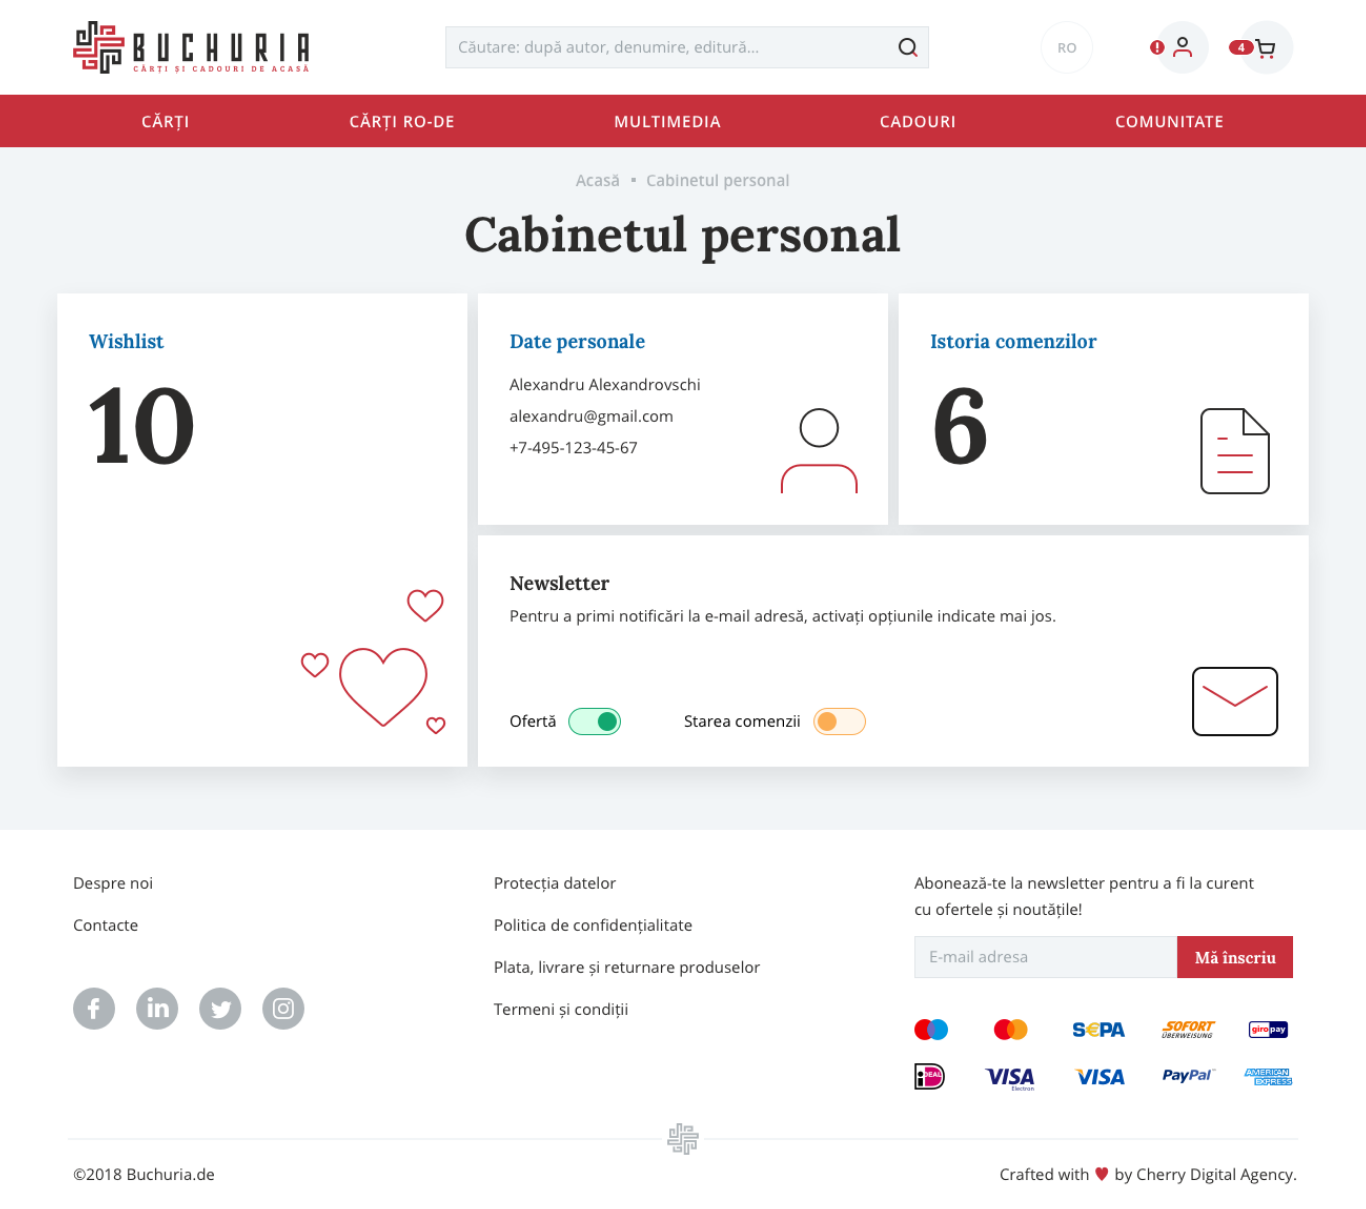 BUCHURIA
CĂRȚI ȘI CADOURI DE ACASĂ
Căutare: după autor, denumire, editură...
RO
!
4
CĂRȚI
CĂRȚI RO-DE
MULTIMEDIA
CADOURI
COMUNITATE
Acasă ▪ Cabinetul personal
Cabinetul personal
Wishlist
10
Date personale
Alexandru Alexandrovschi
alexandru@gmail.com
+7-495-123-45-67
Istoria comenzilor
6
Newsletter
Pentru a primi notificări la e-mail adresă, activați opțiunile indicate mai jos.
Ofertă
Starea comenzii
Despre noi
Contacte
Protecția datelor
Politica de confidențialitate
Plata, livrare și returnare produselor
Termeni și condiții
Abonează-te la newsletter pentru a fi la curent
cu ofertele și noutățile!
E-mail adresa
Mă înscriu
S€PA
SOFORT
ÜBERWEISUNG
giropay
iDEAL
VISA
Electron
VISA
PayPal
AMERICAN
EXPRESS
©2018 Buchuria.de
Crafted with ♥ by Cherry Digital Agency.